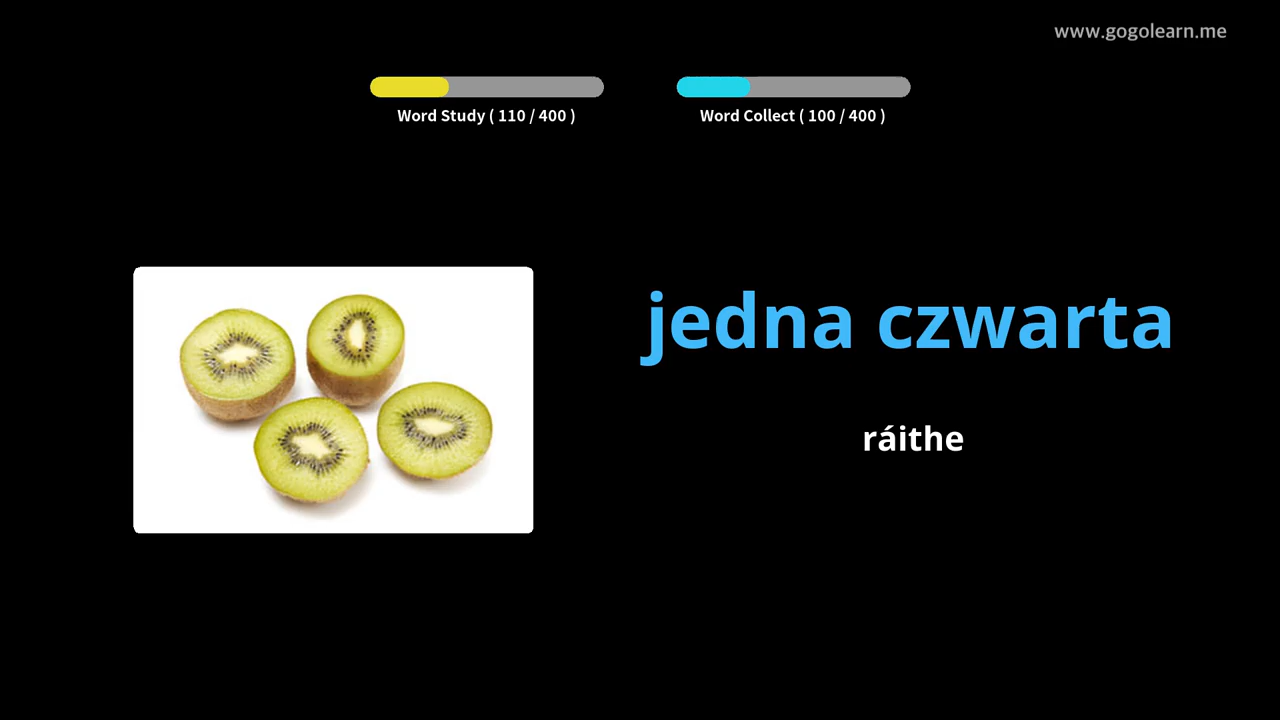 www.gogolearn.me
Word Study ( 110 / 400 )
Word Collect ( 100 / 400 )
jedna czwarta
ráithe